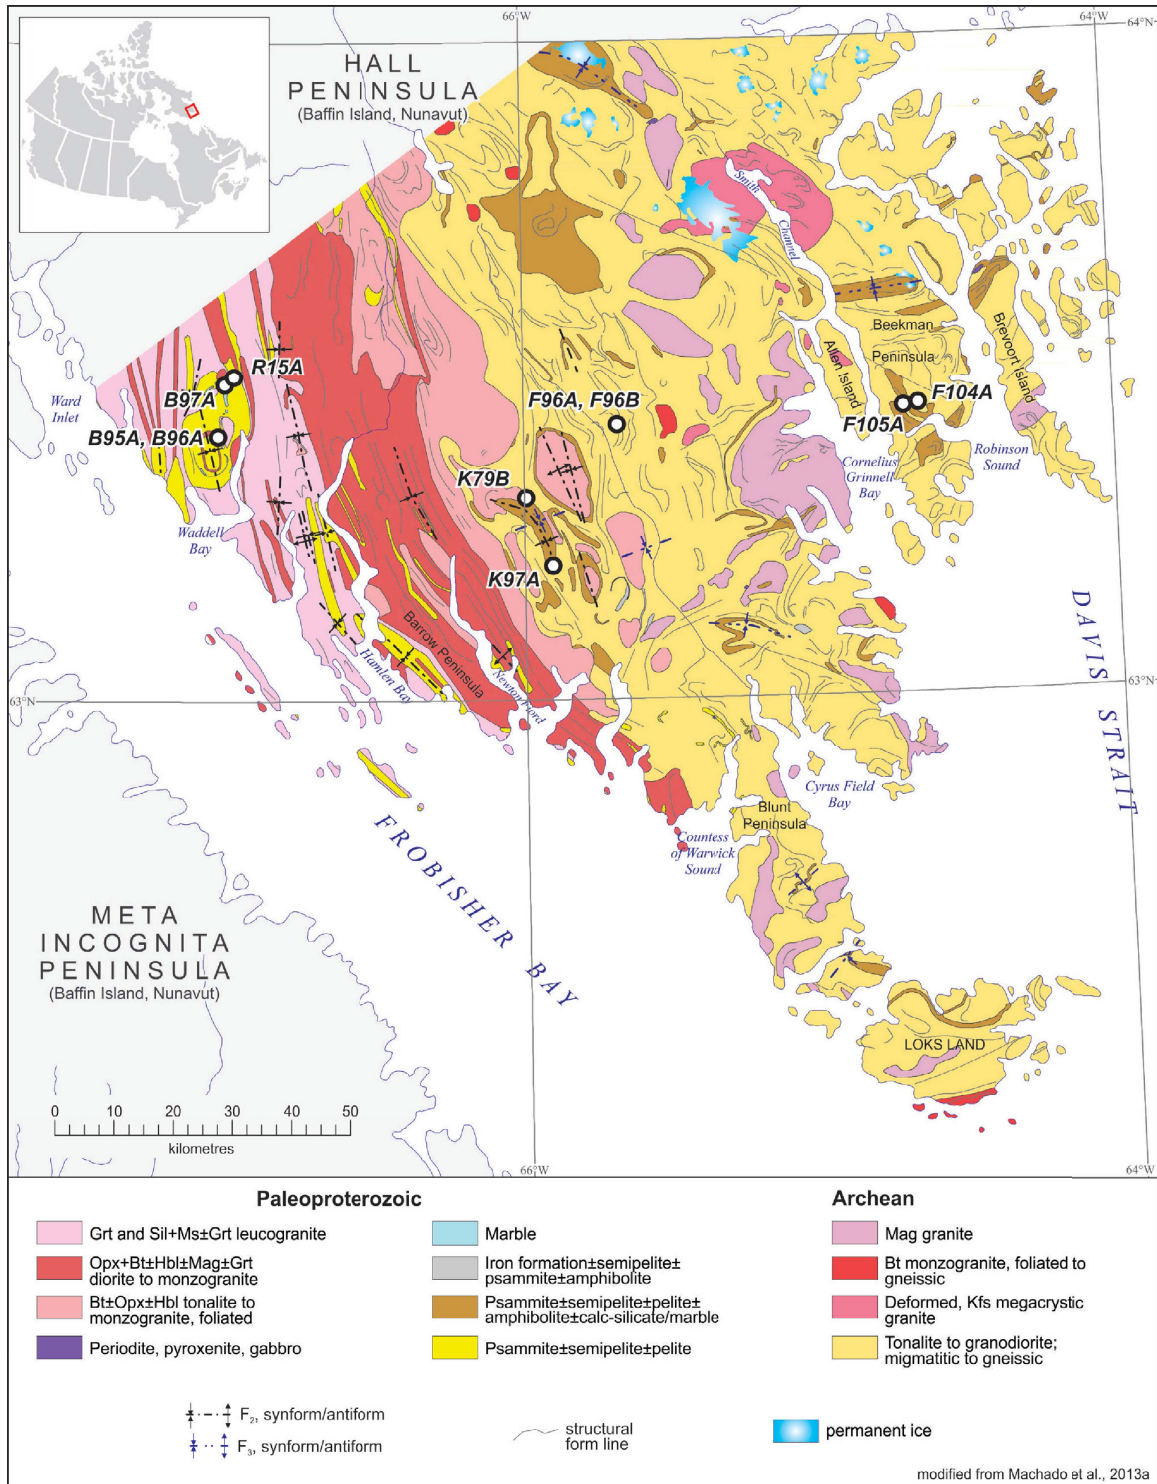 66°W
64°W
64°N
HALL
PENINSULA
(Baffin Island, Nunavut)
Smith
Channel
Beekman
Peninsula
Brevoort Island
Allen Island
R15A
B97A
Ward
Inlet
B95A, B96A
F96A, F96B
F104A
F105A
Robinson
Sound
Cornelius
Grinnell
Bay
K79B
Waddell
Bay
K97A
Barrow Peninsula
Hamlen Bay
Newton Fiord
63°N
63°N
DAVIS STRAIT
Cyrus Field
Bay
Blunt
Peninsula
Countess
of Warwick
Sound
FROBISHER BAY
META
INCOGNITA
PENINSULA
(Baffin Island, Nunavut)
LOKS LAND
0 10 20 30 40 50
kilometres
66°W
64°W
Paleoproterozoic
Grt and Sil+Ms±Grt leucogranite
Opx+Bt±Hbl±Mag±Grt
diorite to monzogranite
Bt±Opx±Hbl tonalite to
monzogranite, foliated
Periodite, pyroxenite, gabbro
Marble
Iron formation±semipelite±
psammite±amphibolite
Psammite±semipelite±pelite±
amphibolite±calc-silicate/marble
Psammite±semipelite±pelite
Archean
Mag granite
Bt monzogranite, foliated to
gneissic
Deformed, Kfs megacrystic
granite
Tonalite to granodiorite;
migmatitic to gneissic
F₂, synform/antiform
F₃, synform/antiform
structural
form line
permanent ice
modified from Machado et al., 2013a